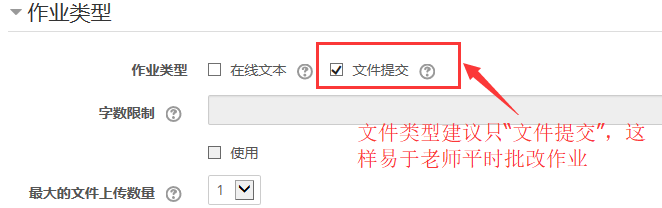 作业类型
作业类型 在线文本 文件提交
字数限制
文件类型建议只“文件提交”，这
样易于老师平时批改作业
使用
最大的文件上传数量 1